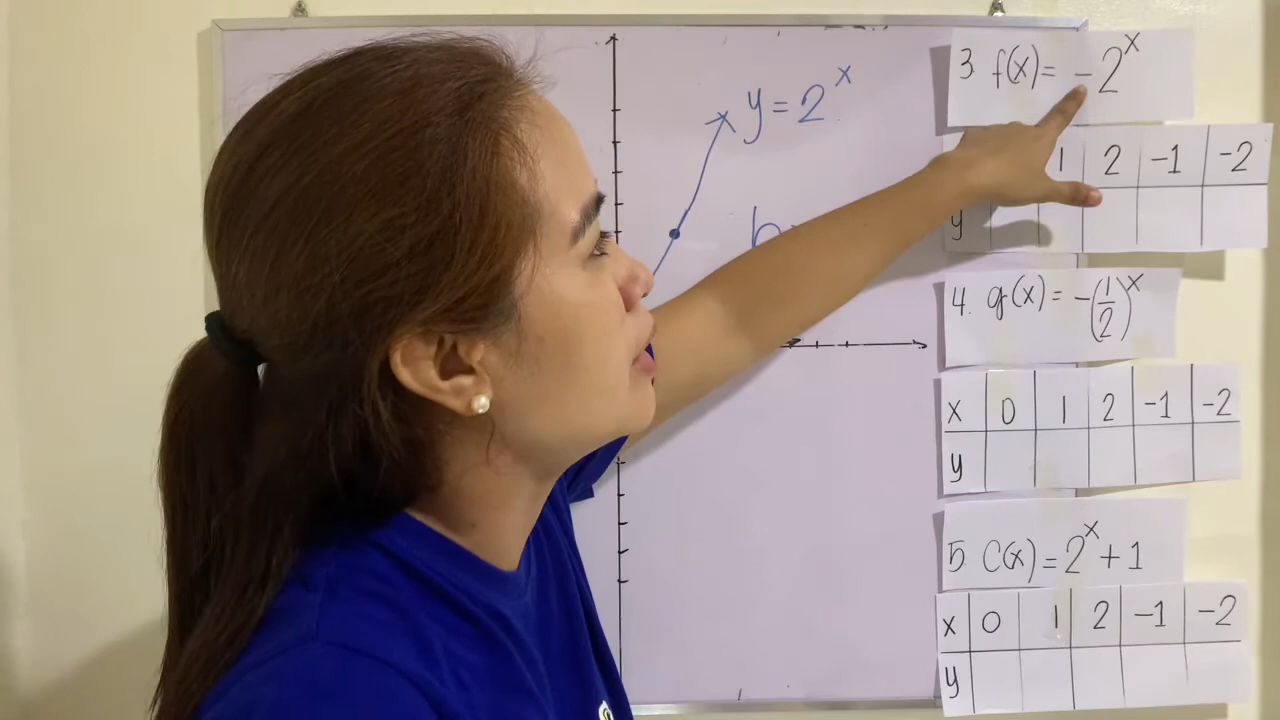 y = 2^x
b
3. f(x) = -2^x
1 2 -1 -2
y
4. g(x) = -(1/2)^x
x 0 1 2 -1 -2
y
5. C(x) = 2^x + 1
x 0 1 2 -1 -2
y